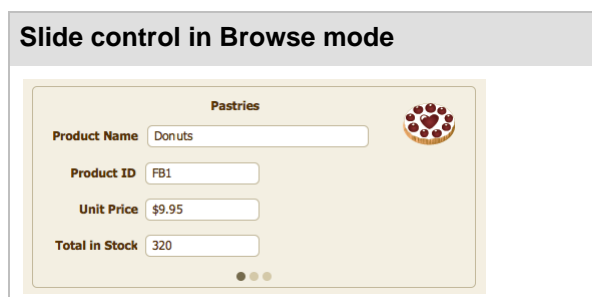 Slide control in Browse mode
Pastries
Product Name Donuts
Product ID FB1
Unit Price $9.95
Total in Stock 320